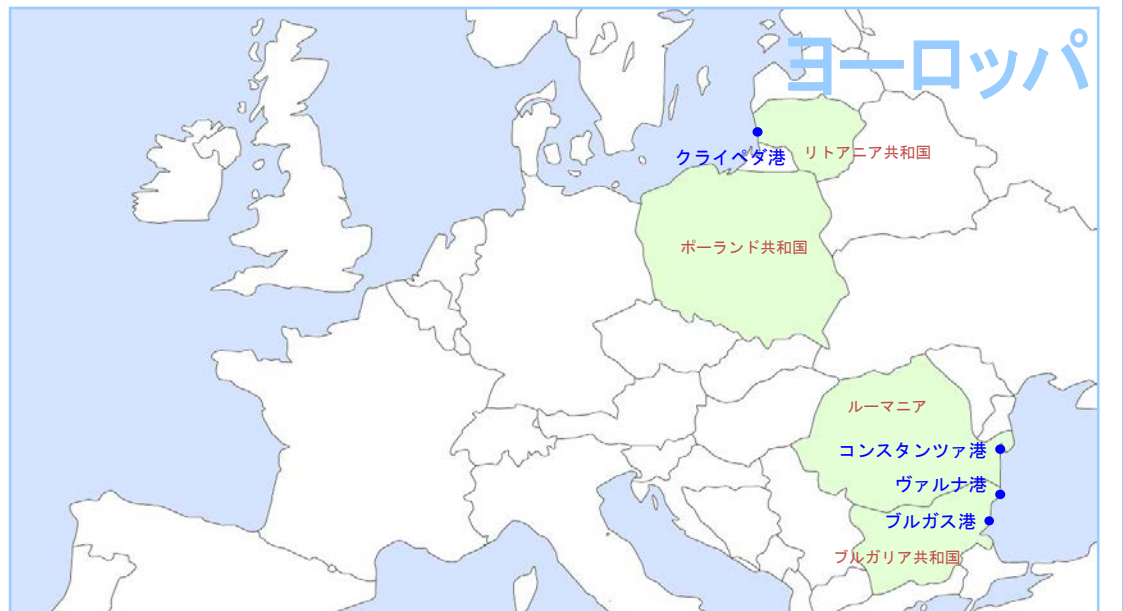 ヨーロッパ
クライペダ港
リトアニア共和国
ポーランド共和国
ルーマニア
コンスタンツァ港
ヴァルナ港
ブルガス港
ブルガリア共和国